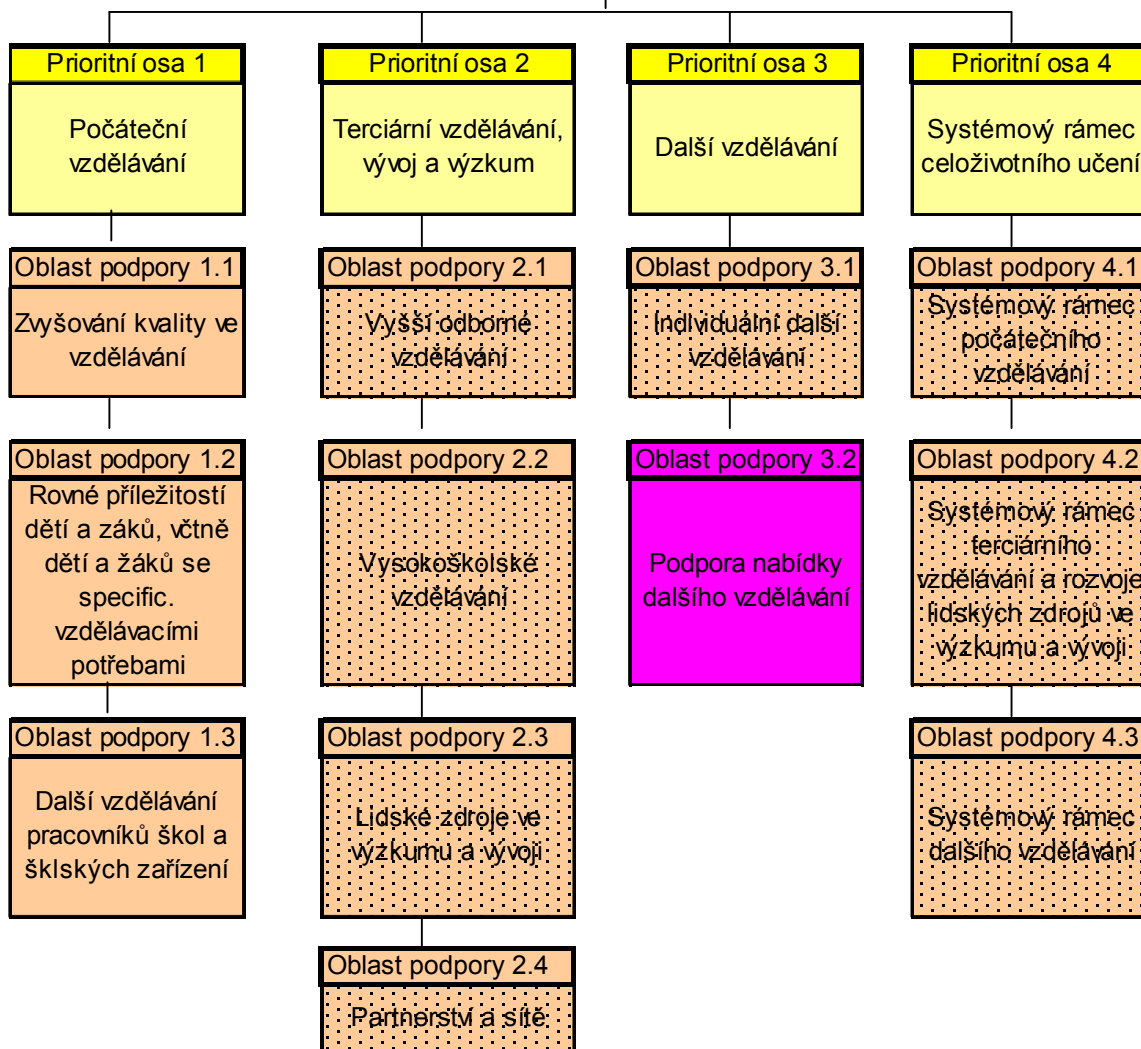 Prioritní osa 1
Počáteční
vzdělávání
Oblast podpory 1.1
Zvyšování kvality ve
vzdělávání
Oblast podpory 1.2
Rovné příležitostí
dětí a záků, včtně
dětí a žáků se
specific.
vzdělávacími
potřebami
Oblast podpory 1.3
Další vzdělávání
pracovníků škol a
šklských zařízení
Prioritní osa 2
Terciární vzdělávání,
vývoj a výzkum
Oblast podpory 2.1
Vyšší odborné
vzdělávání
Oblast podpory 2.2
Vysokoškolské
vzdělávání
Oblast podpory 2.3
Lidské zdroje ve
výzkumu a vývoji
Oblast podpory 2.4
Partnerství a sítě
Prioritní osa 3
Další vzdělávání
Oblast podpory 3.1
Individuální další
vzdělávání
Oblast podpory 3.2
Podpora nabídky
dalšího vzdělávání
Prioritní osa 4
Systémový rámec
celoživotního učení
Oblast podpory 4.1
Systémový rámec
počátečního
vzdělávání
Oblast podpory 4.2
Systémový rámec
terciárního
vzdělávání a rozvoje
lidských zdrojů ve
výzkumu a vývoji
Oblast podpory 4.3
Systémový rámec
dalšího vzdělávání